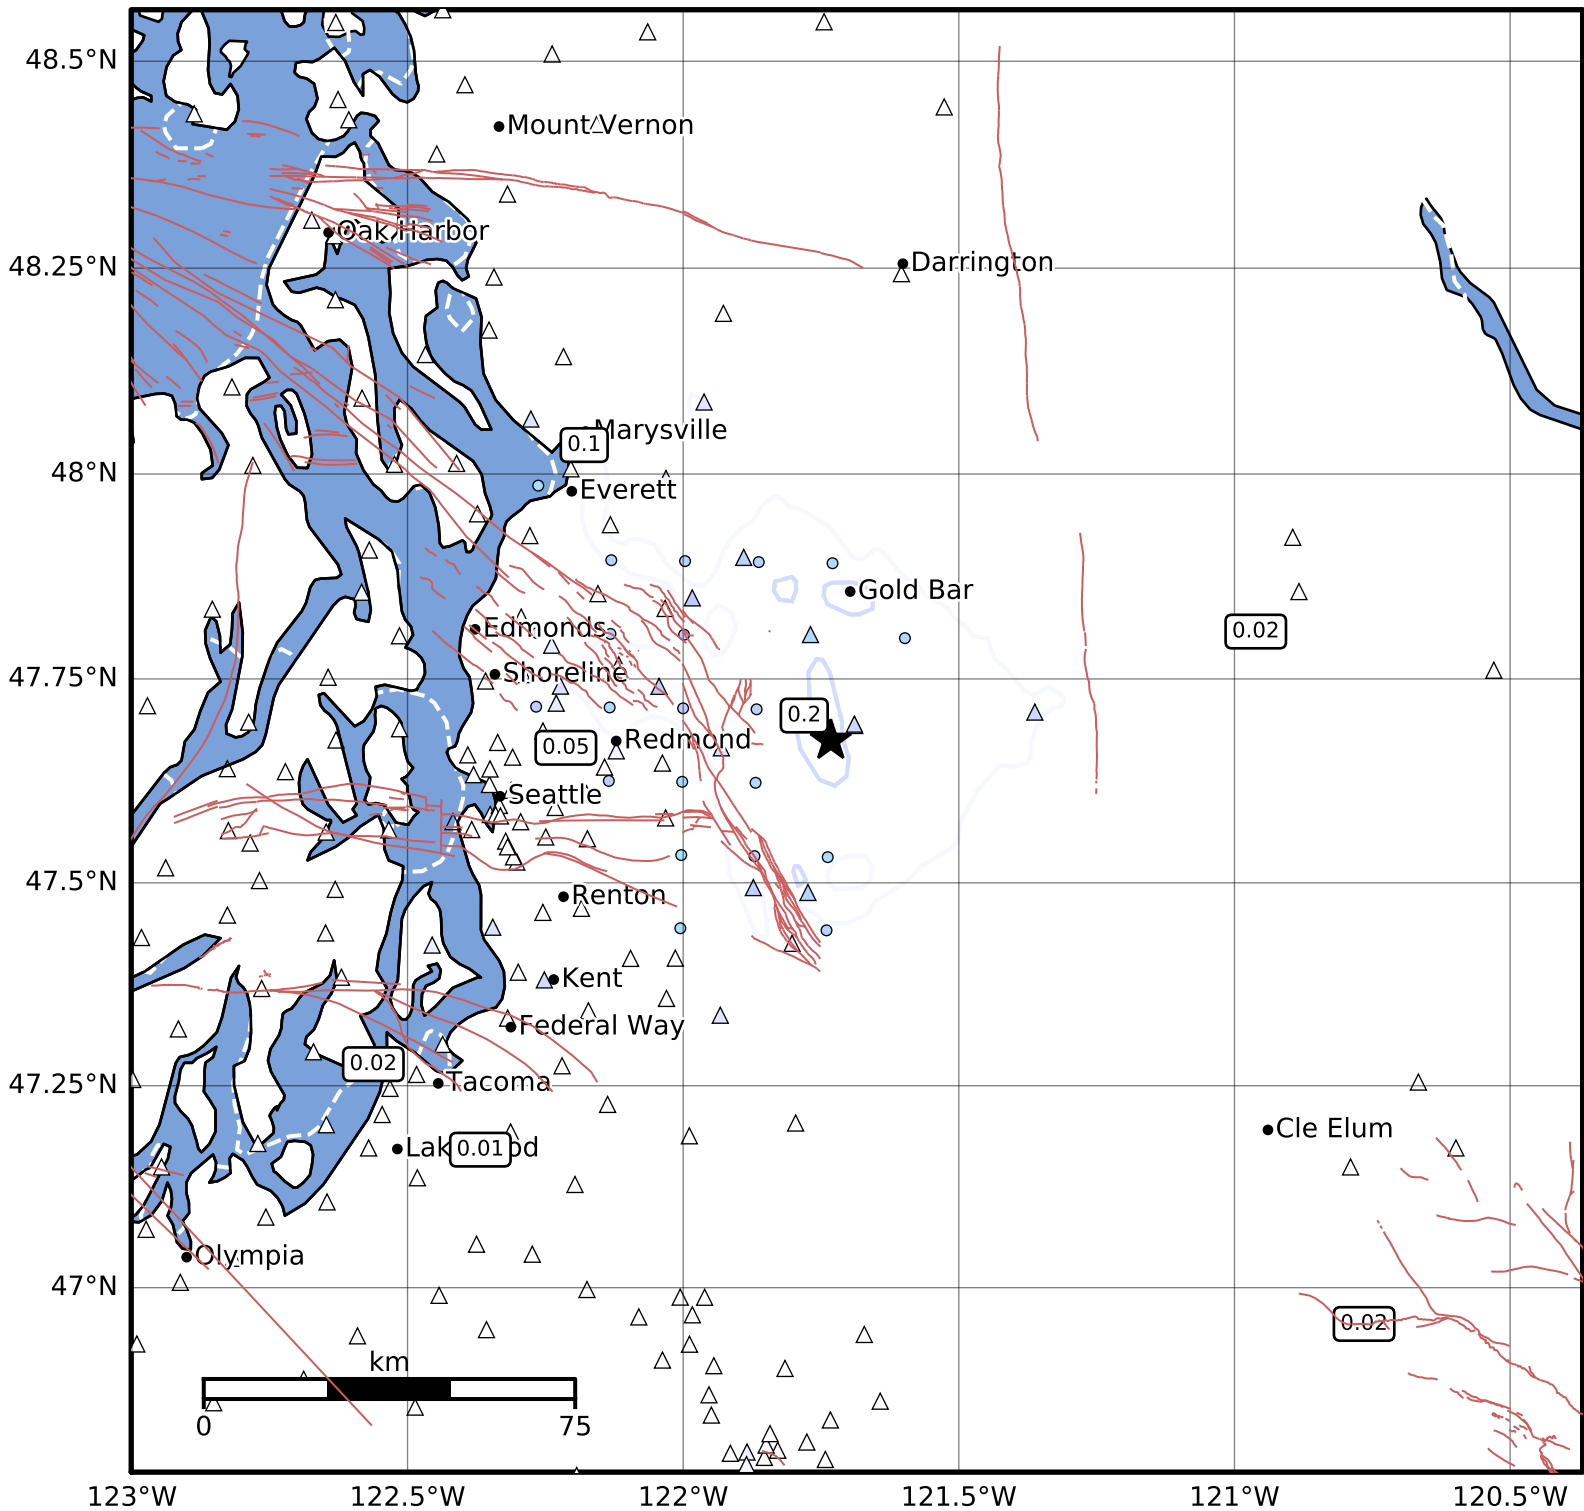 48.5°N
Mount Vernon
Oak Harbor
48.25°N
Darrington
Marysville
0.1
48°N
Everett
Gold Bar
0.02
Edmonds
Shoreline
47.75°N
0.2
0.05
Redmond
Seattle
47.5°N
Renton
Kent
Federal Way
0.02
47.25°N
Tacoma
Cle Elum
0.01
Olympia
47°N
0.02
km
0
75
123°W
122.5°W
122°W
121.5°W
121°W
120.5°W